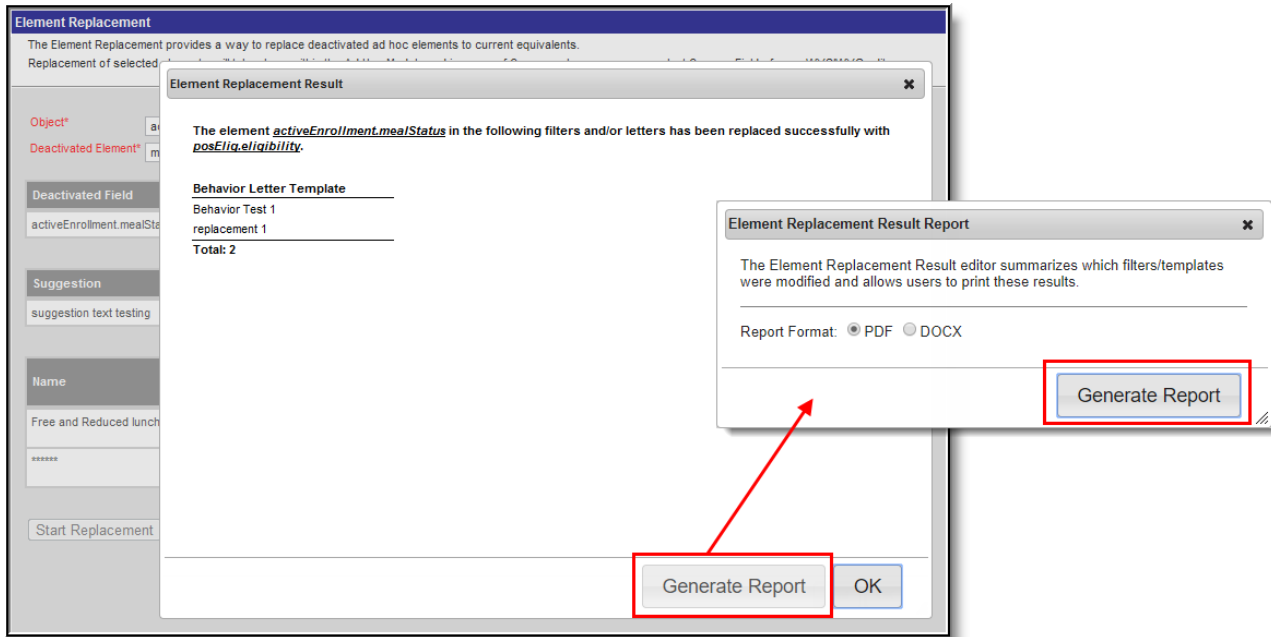 Element Replacement
The Element Replacement provides a way to replace deactivated ad hoc elements to current equivalents.
Replacement of selected
Object*
Deactivated Element*
Deactivated Field
activeEnrollment.mealSta
Suggestion
suggestion text testing
Name
Free and Reduced lunch
******
Start Replacement
Element Replacement Result
The element activeEnrollment.mealStatus in the following filters and/or letters has been replaced successfully with
posElig.eligibility.
Behavior Letter Template
Behavior Test 1
replacement 1
Total: 2
Generate Report
OK
Element Replacement Result Report
The Element Replacement Result editor summarizes which filters/templates
were modified and allows users to print these results.
Report Format: PDF DOCX
Generate Report